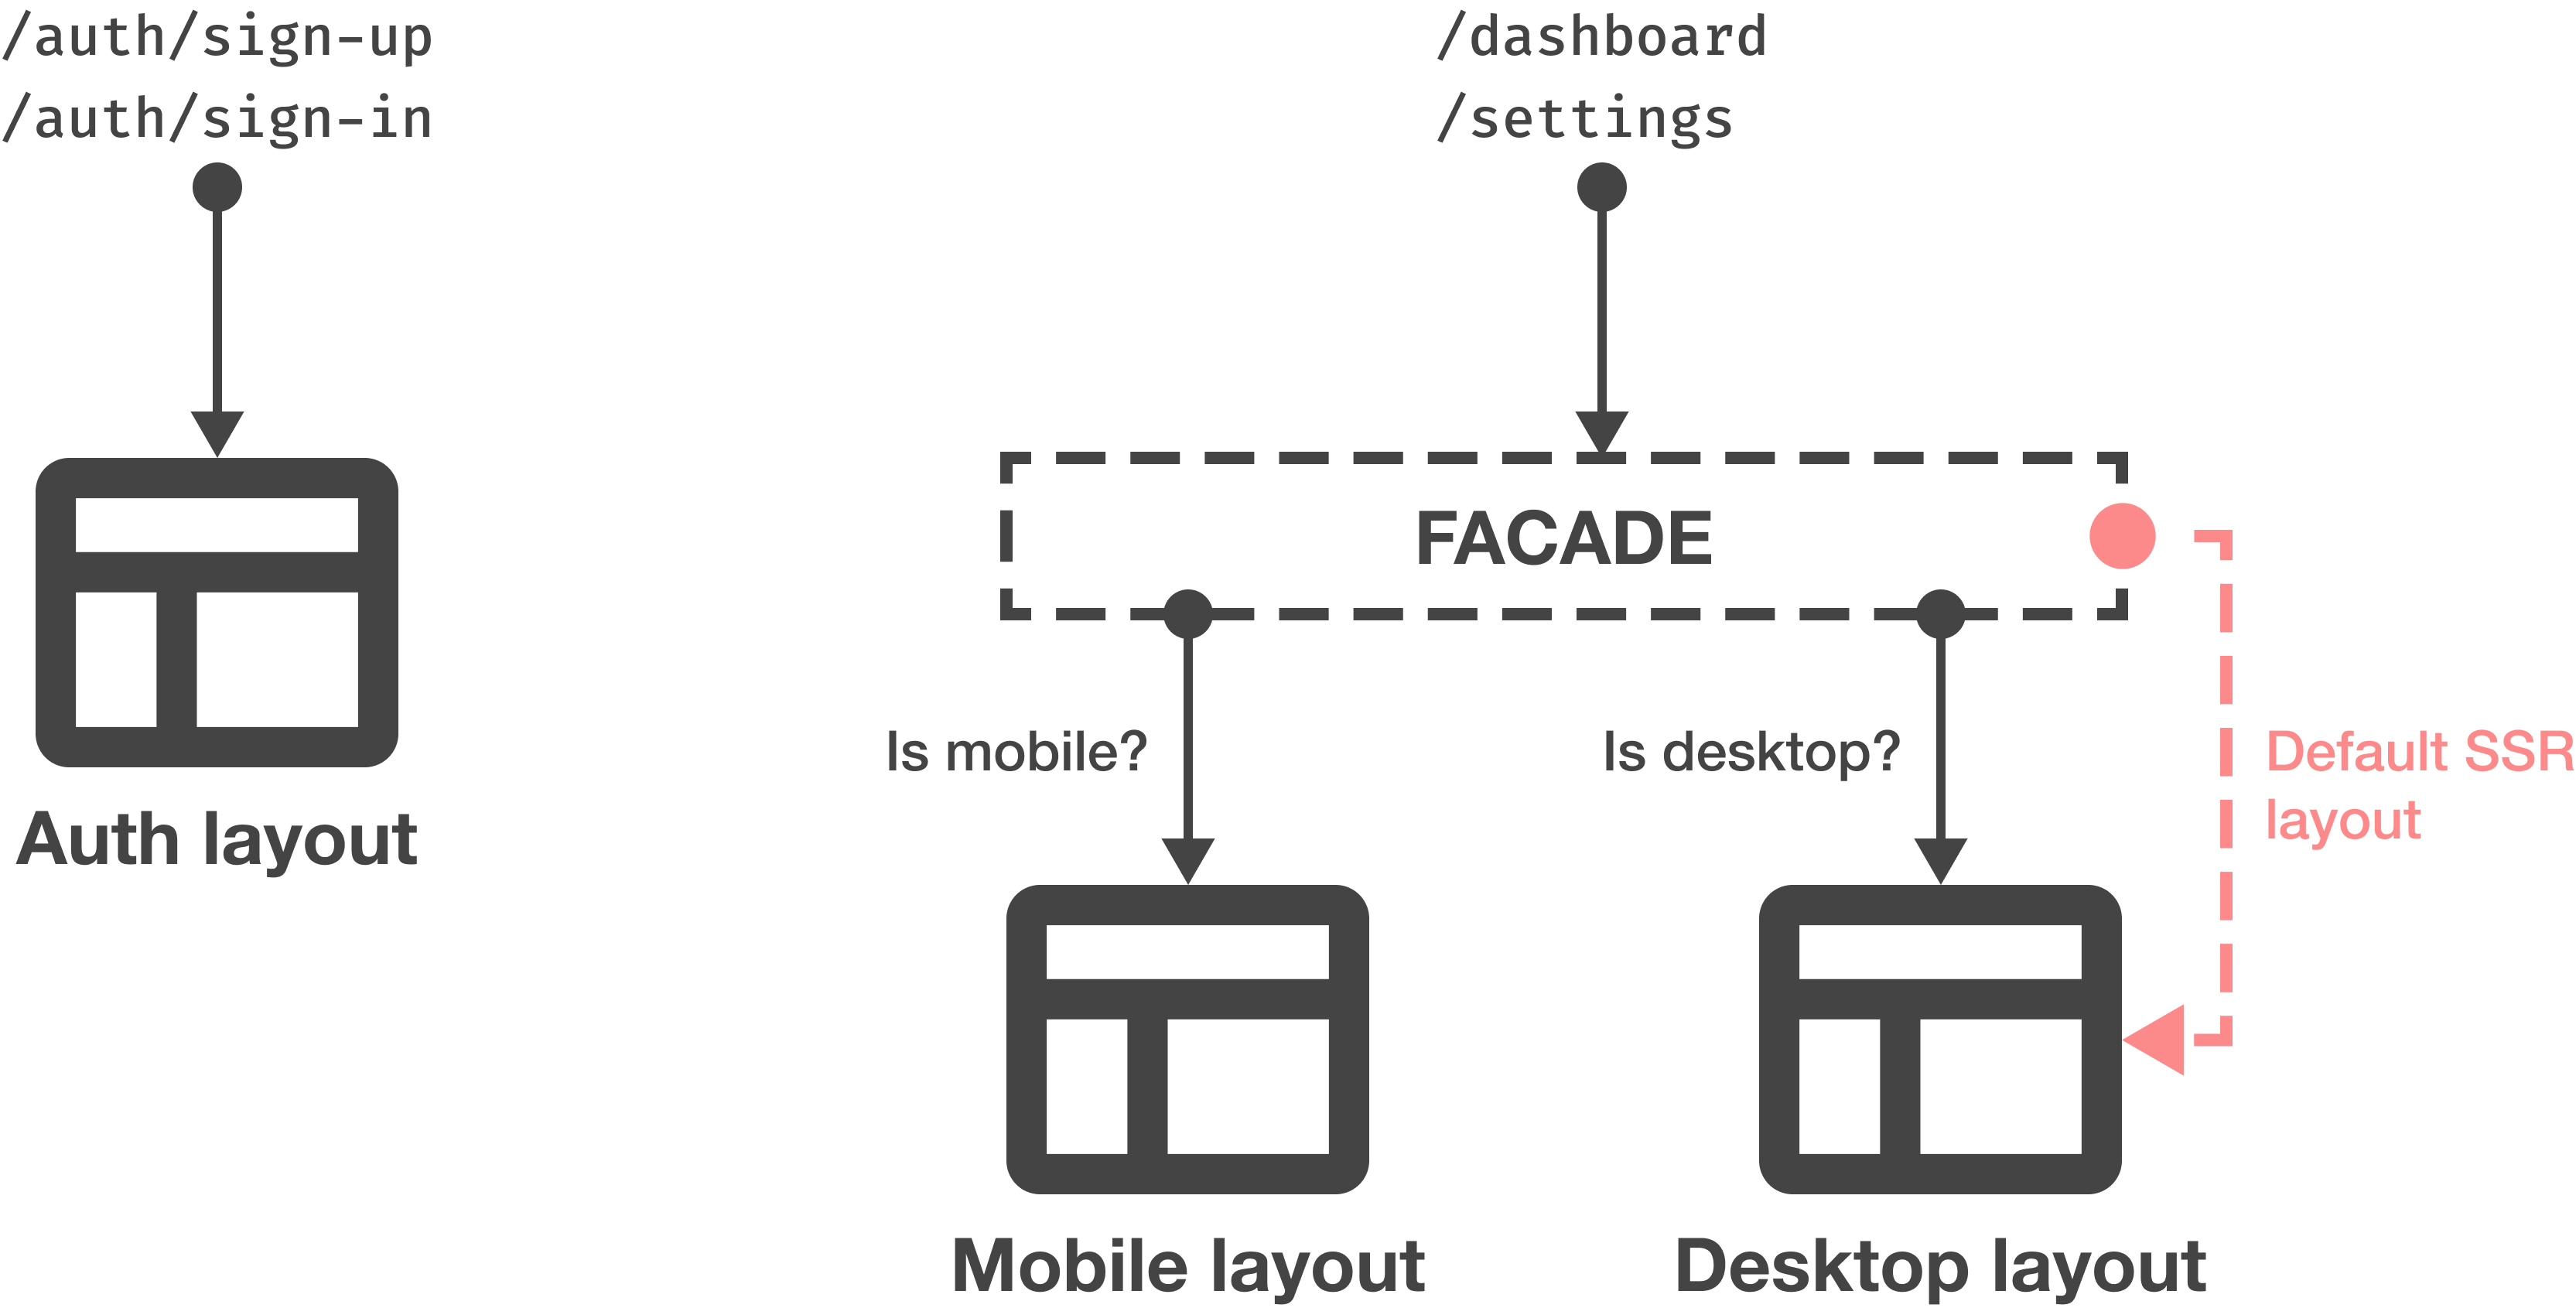 /auth/sign-up
/auth/sign-in
/dashboard
/settings
FACADE
Is mobile?
Is desktop?
Default SSR
layout
Auth layout
Mobile layout
Desktop layout